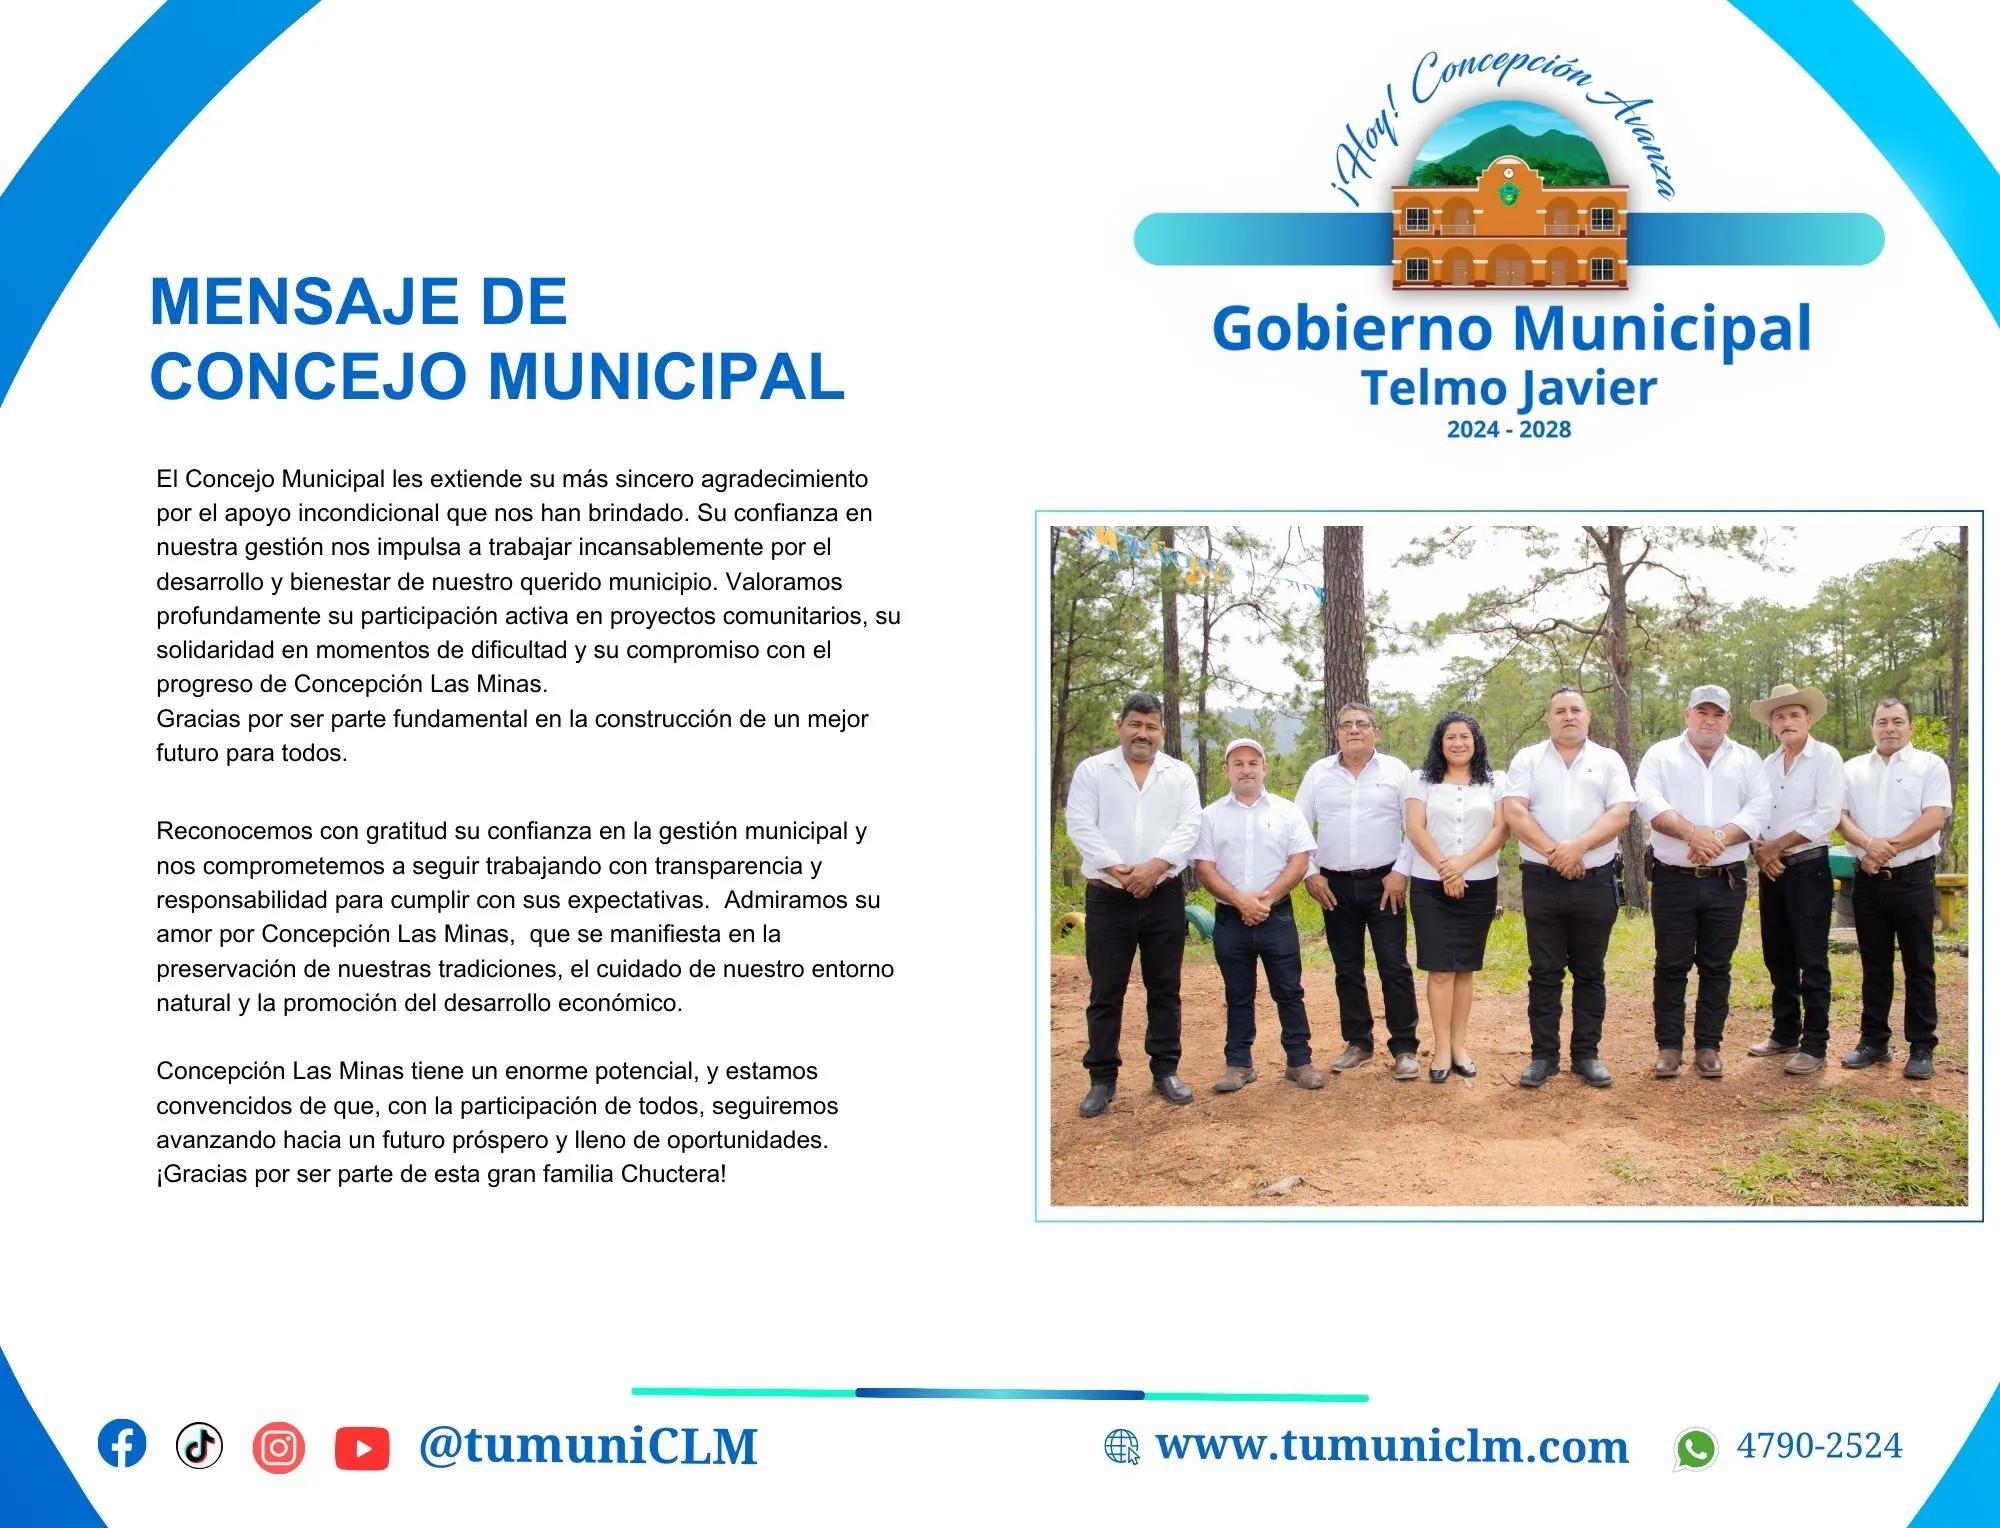 ¡Hoy! Concepción Avanza
Gobierno Municipal
Telmo Javier
2024 - 2028
MENSAJE DE
CONCEJO MUNICIPAL
El Concejo Municipal les extiende su más sincero agradecimiento
por el apoyo incondicional que nos han brindado. Su confianza en
nuestra gestión nos impulsa a trabajar incansablemente por el
desarrollo y bienestar de nuestro querido municipio. Valoramos
profundamente su participación activa en proyectos comunitarios, su
solidaridad en momentos de dificultad y su compromiso con el
progreso de Concepción Las Minas.
Gracias por ser parte fundamental en la construcción de un mejor
futuro para todos.
Reconocemos con gratitud su confianza en la gestión municipal y
nos comprometemos a seguir trabajando con transparencia y
responsabilidad para cumplir con sus expectativas.  Admiramos su
amor por Concepción Las Minas,  que se manifiesta en la
preservación de nuestras tradiciones, el cuidado de nuestro entorno
natural y la promoción del desarrollo económico.
Concepción Las Minas tiene un enorme potencial, y estamos
convencidos de que, con la participación de todos, seguiremos
avanzando hacia un futuro próspero y lleno de oportunidades.
¡Gracias por ser parte de esta gran familia Chuctera!
@tumuniCLM
www.tumuniclm.com
4790-2524